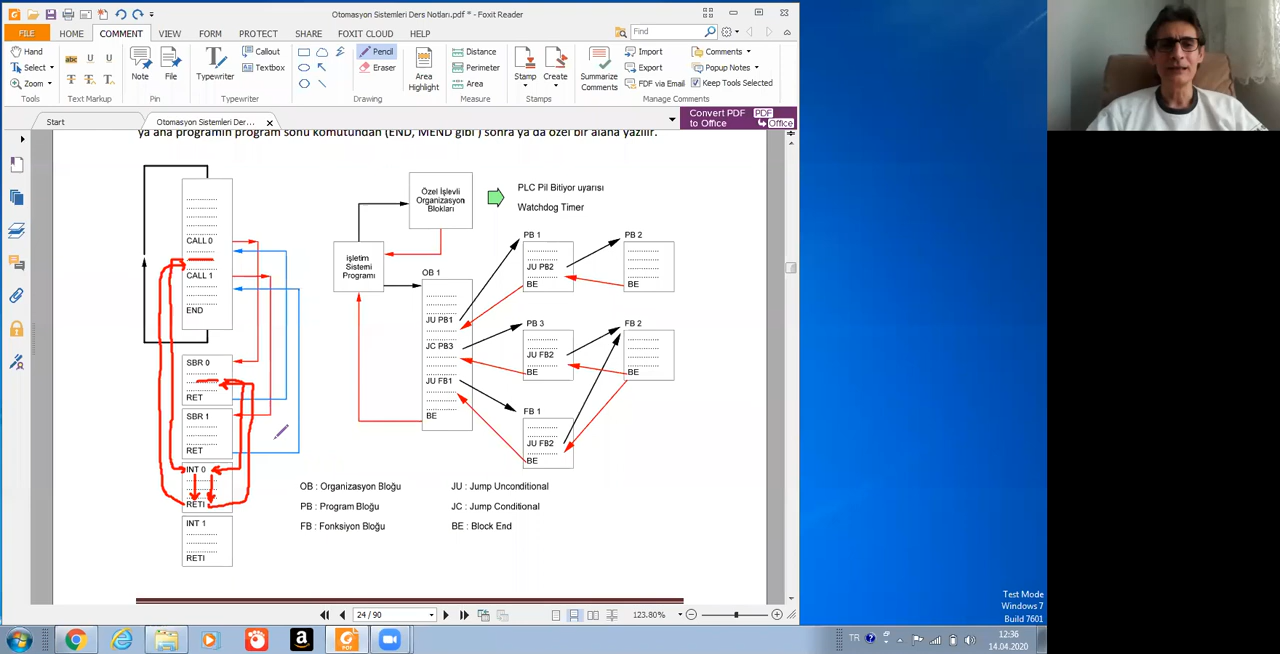 Otomasyon Sistemleri Ders Notları.pdf * - Foxit Reader
FILE HOME COMMENT VIEW FORM PROTECT SHARE FOXIT CLOUD HELP
Find
Hand
Select
Zoom
Tools
Text Markup
Note
File
Pin
Typewriter
Callout
Textbox
Typewriter
Pencil
Eraser
Drawing
Area Highlight
Distance
Perimeter
Area
Measure
Stamp
Create
Stamps
Summarize Comments
Import
Export
FDF via Email
Comments
Popup Notes
Keep Tools Selected
Manage Comments
Start
Otomasyon Sistemleri Der...
Convert PDF to Office
PDF
Office
ya ana programın program sonu komutundan (END, MEND gibi ) sonra ya da özel bir alana yazılır.
CALL 0
CALL 1
END
SBR 0
RET
SBR 1
RET
INT 0
RETI
INT 1
RETI
Özel İşlevli
Organizasyon
Blokları
PLC Pil Bitiyor uyarısı
Watchdog Timer
işletim
Sistemi
Programı
OB 1
JU PB1
JC PB3
JU FB1
BE
PB 1
JU PB2
BE
PB 2
BE
PB 3
JU FB2
BE
FB 2
BE
FB 1
JU FB2
BE
OB : Organizasyon Bloğu
PB : Program Bloğu
FB : Fonksiyon Bloğu
JU : Jump Unconditional
JC : Jump Conditional
BE : Block End
24 / 90
123.80%
Test Mode
Windows 7
Build 7601
TR
12:36
14.04.2020